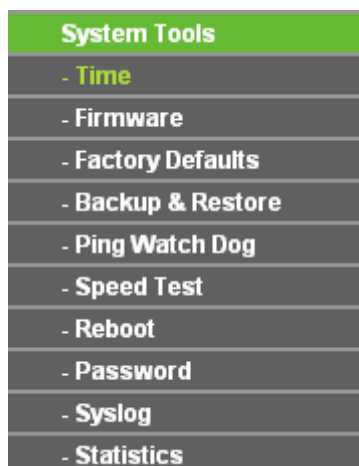 System Tools
- Time
- Firmware
- Factory Defaults
- Backup & Restore
- Ping Watch Dog
- Speed Test
- Reboot
- Password
- Syslog
- Statistics